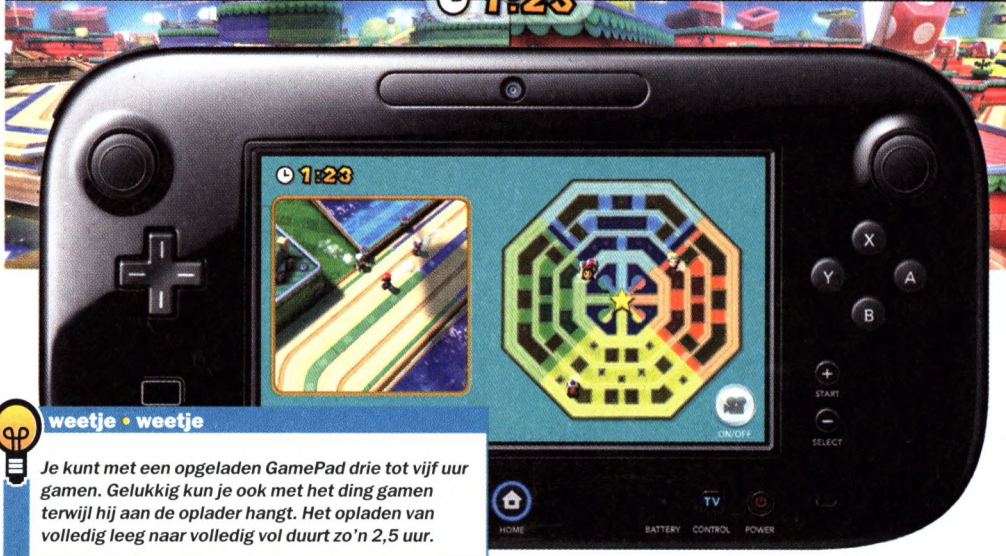 1:23
1:23
X
Y
A
B
+
START
−
SELECT
ON/OFF
weetje • weetje
Je kunt met een opgeladen GamePad drie tot vijf uur
gamen. Gelukkig kun je ook met het ding gamen
terwijl hij aan de oplader hangt. Het opladen van
volledig leeg naar volledig vol duurt zo'n 2,5 uur.
HOME
TV
BATTERY CONTROL POWER